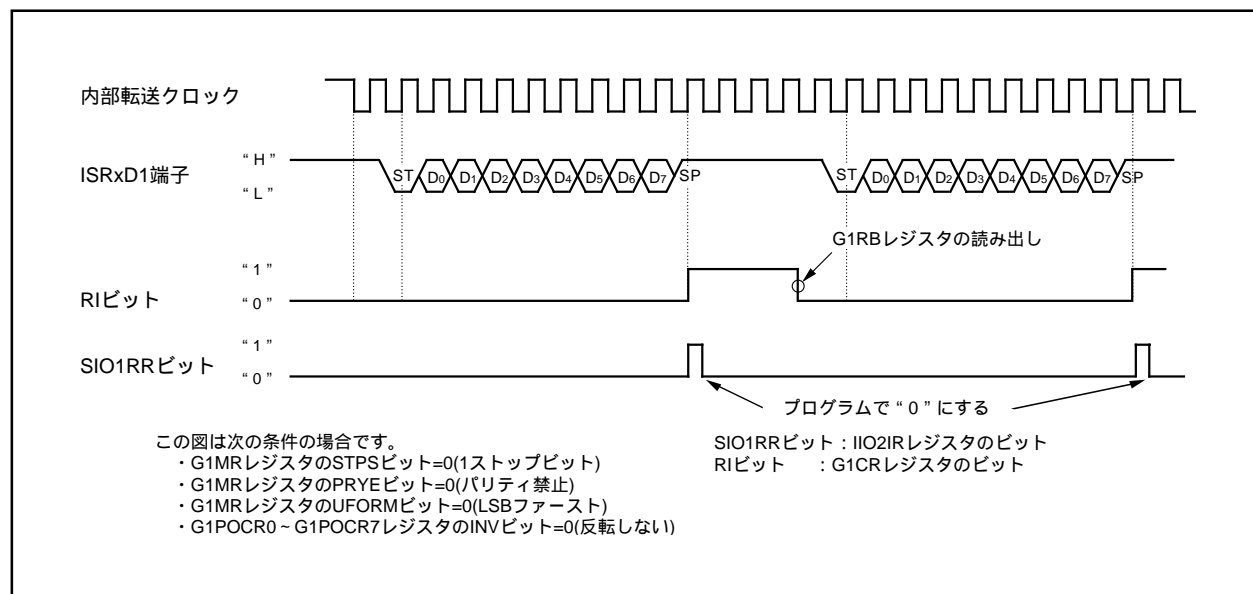 内部転送クロック
ISRxD1端子
“H”
“L”
ST D0 D1 D2 D3 D4 D5 D6 D7 SP
ST D0 D1 D2 D3 D4 D5 D6 D7 SP
G1RBレジスタの読み出し
RIビット
“1”
“0”
SIO1RRビット
“1”
“0”
プログラムで“0”にする
この図は次の条件の場合です。
・G1MRレジスタのSTPSビット=0(1ストップビット)
・G1MRレジスタのPRYEビット=0(パリティ禁止)
・G1MRレジスタのUFORMビット=0(LSBファースト)
・G1POCR0~G1POCR7レジスタのINVビット=0(反転しない)
SIO1RRビット:IIO2IRレジスタのビット
RIビット :G1CRレジスタのビット